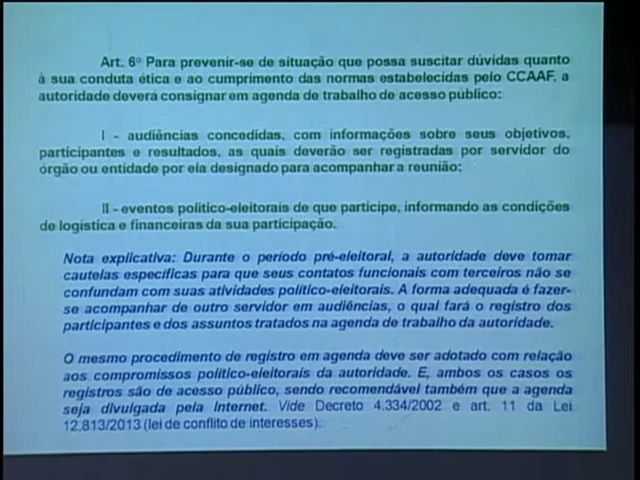 Art. 6º Para prevenir-se de situação que possa suscitar dúvidas quanto
à sua conduta ética e ao cumprimento das normas estabelecidas pelo CCAAF, a
autoridade deverá consignar em agenda de trabalho de acesso público:
I - audiências concedidas, com informações sobre seus objetivos,
participantes e resultados, as quais deverão ser registradas por servidor do
órgão ou entidade por ela designado para acompanhar a reunião;
II - eventos político-eleitorais de que participe, informando as condições
de logística e financeiras da sua participação.
Nota explicativa: Durante o período pré-eleitoral, a autoridade deve tomar
cautelas específicas para que seus contatos funcionais com terceiros não se
confundam com suas atividades político-eleitorais. A forma adequada é fazer-
se acompanhar de outro servidor em audiências, o qual fará o registro dos
participantes e dos assuntos tratados na agenda de trabalho da autoridade.
O mesmo procedimento de registro em agenda deve ser adotado com relação
aos compromissos político-eleitorais da autoridade. E, ambos os casos os
registros são de acesso público, sendo recomendável também que a agenda
seja divulgada pela Internet. Vide Decreto 4.334/2002 e art. 11 da Lei
12.813/2013 (lei de conflito de interesses).